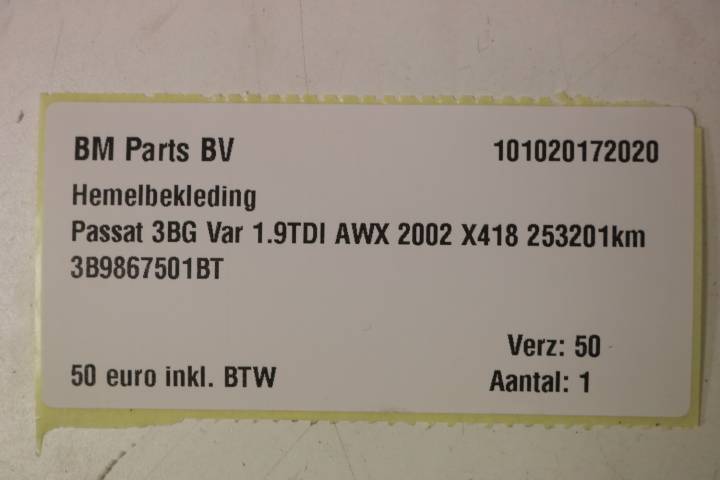 BM Parts BV 101020172020
Hemelbekleding
Passat 3BG Var 1.9TDI AWX 2002 X418 253201km
3B9867501BT
Verz: 50
50 euro inkl. BTW Aantal: 1